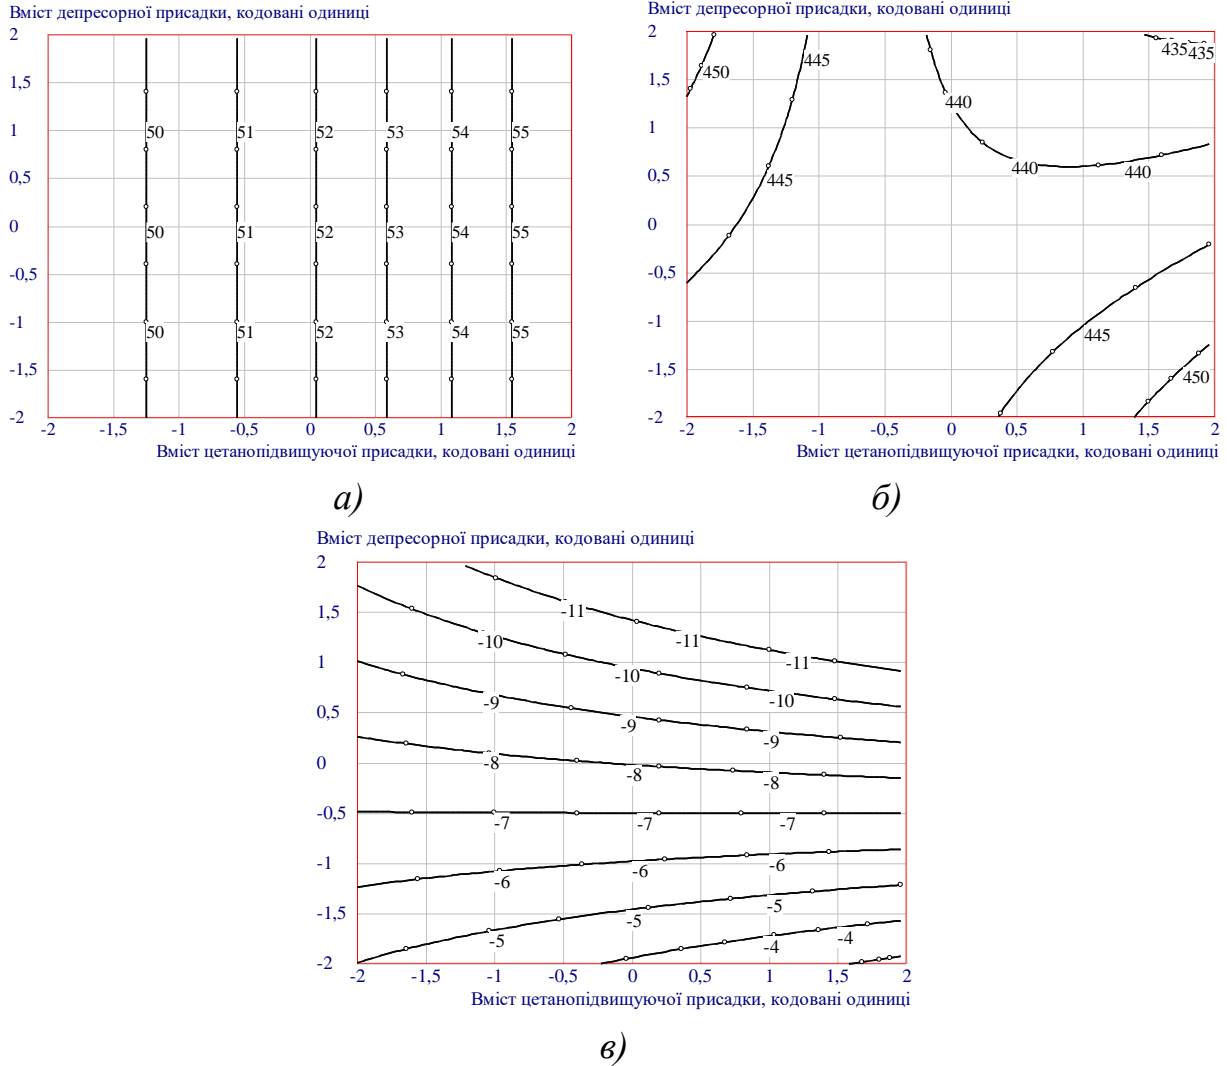 Вміст депресорної присадки, кодовані одиниці
2
1,5
1
0,5
0
-0,5
-1
-1,5
-2
50 51 52 53 54 55
50 51 52 53 54 55
50 51 52 53 54 55
-2 -1,5 -1 -0,5 0 0,5 1 1,5 2
Вміст цетанопідвищуючої присадки, кодовані одиниці
а)
Вміст депресорної присадки, кодовані одиниці
2
1,5
1
0,5
0
-0,5
-1
-1,5
-2
435 435
450 445
440
445 440 440
445
450
-2 -1,5 -1 -0,5 0 0,5 1 1,5 2
Вміст цетанопідвищуючої присадки, кодовані одиниці
б)
Вміст депресорної присадки, кодовані одиниці
2
1,5
1
0,5
0
-0,5
-1
-1,5
-2
-11 -11 -11
-10 -10 -10
-9 -9 -9
-8 -8 -8
-7 -7 -7
-6 -6 -6
-5 -5 -5
-4 -4
-2 -1,5 -1 -0,5 0 0,5 1 1,5 2
Вміст цетанопідвищуючої присадки, кодовані одиниці
в)